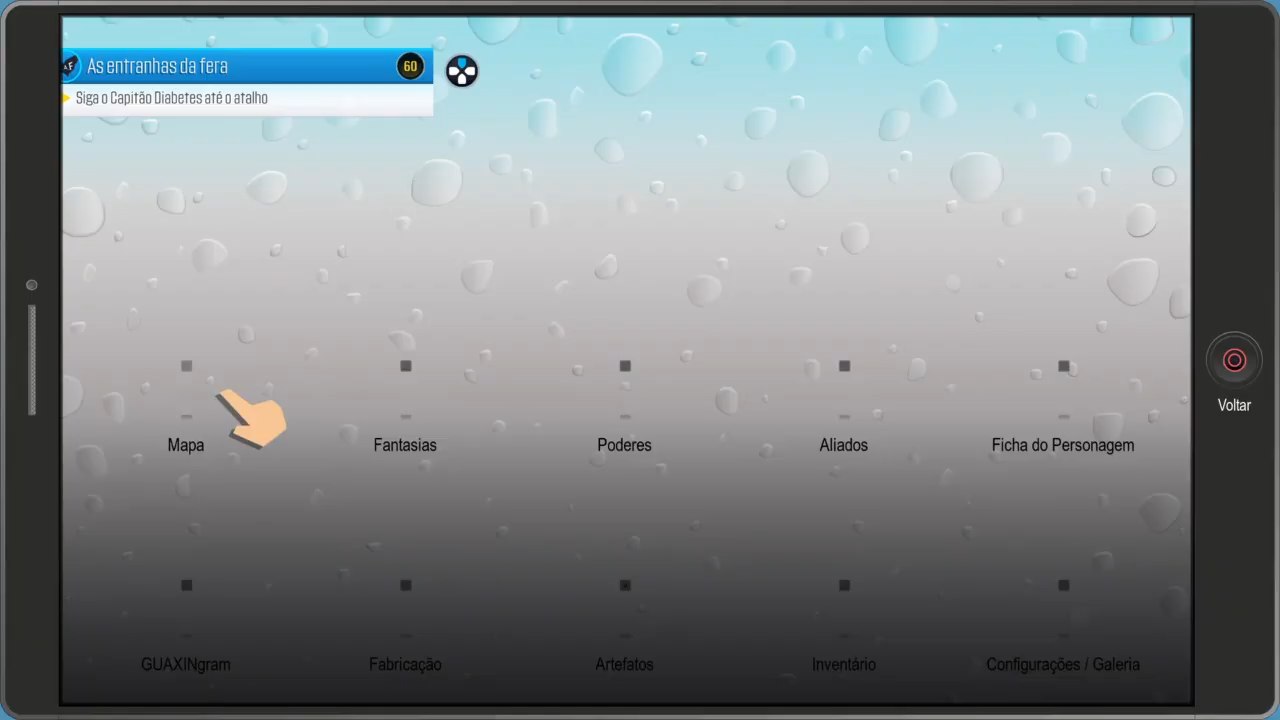 As entranhas da fera
60
Siga o Capitão Diabetes até o atalho
Voltar
Mapa
Fantasias
Poderes
Aliados
Ficha do Personagem
GUAXINgram
Fabricação
Artefatos
Inventário
Configurações / Galeria